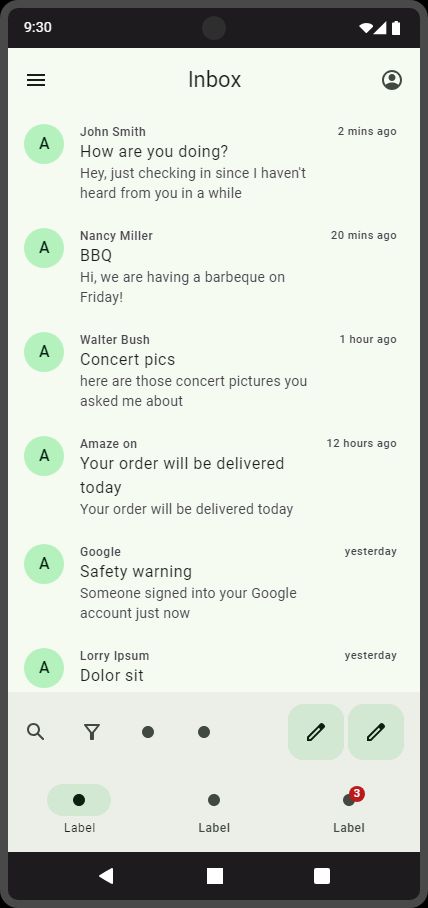 9:30
Inbox
John Smith
2 mins ago
How are you doing?
Hey, just checking in since I haven't
heard from you in a while
A
Nancy Miller
20 mins ago
BBQ
Hi, we are having a barbeque on
Friday!
A
Walter Bush
1 hour ago
Concert pics
here are those concert pictures you
asked me about
A
Amaze on
12 hours ago
Your order will be delivered
today
Your order will be delivered today
A
Google
yesterday
Safety warning
Someone signed into your Google
account just now
A
Lorry Ipsum
yesterday
Dolor sit
A
3
Label
Label
Label